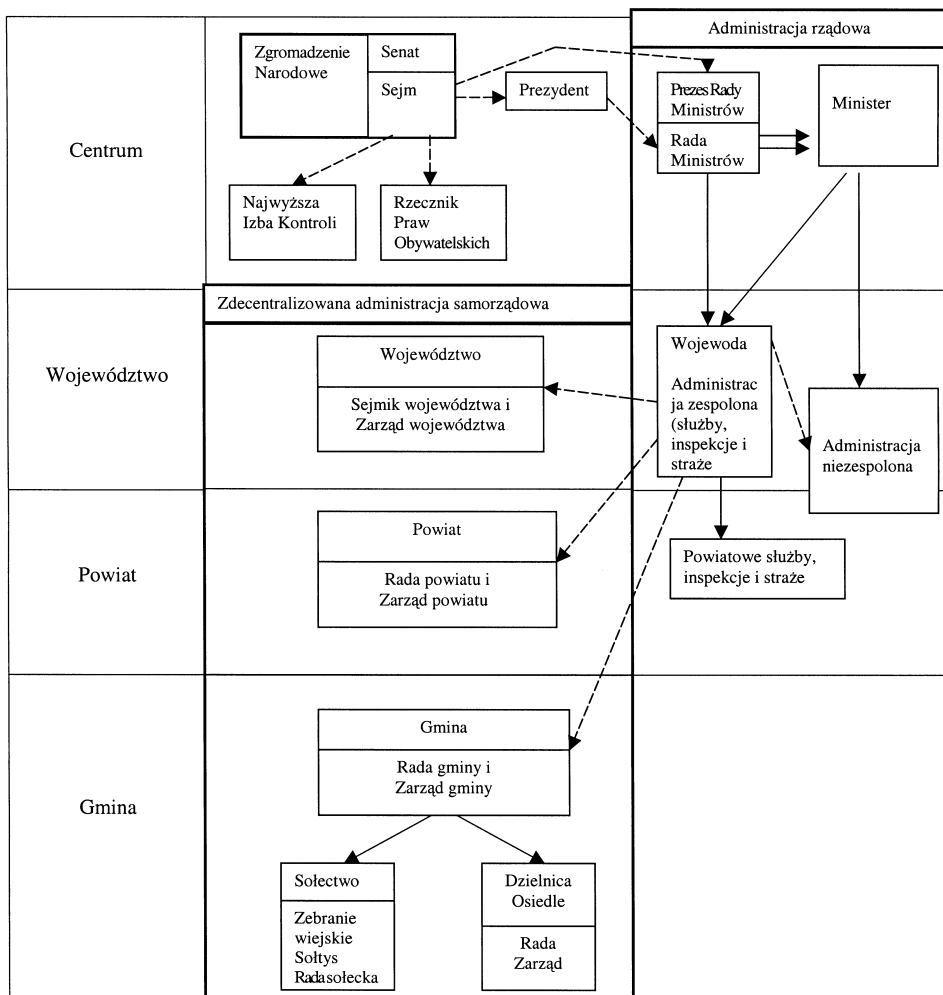 Administracja rządowa
Centrum
Zgromadzenie
Narodowe
Senat
Sejm
Prezydent
Prezes Rady
Ministrów
Rada
Ministrów
Minister
Najwyższa
Izba Kontroli
Rzecznik
Praw
Obywatelskich
Zdecentralizowana administracja samorządowa
Województwo
Województwo
Sejmik województwa i
Zarząd województwa
Wojewoda
Administrac
ja zespolona
(służby,
inspekcje i
straże
Administracja
niezespolona
Powiat
Powiat
Rada powiatu i
Zarząd powiatu
Powiatowe służby,
inspekcje i straże
Gmina
Gmina
Rada gminy i
Zarząd gminy
Sołectwo
Zebranie
wiejskie
Sołtys
Rada sołecka
Dzielnica
Osiedle
Rada
Zarząd